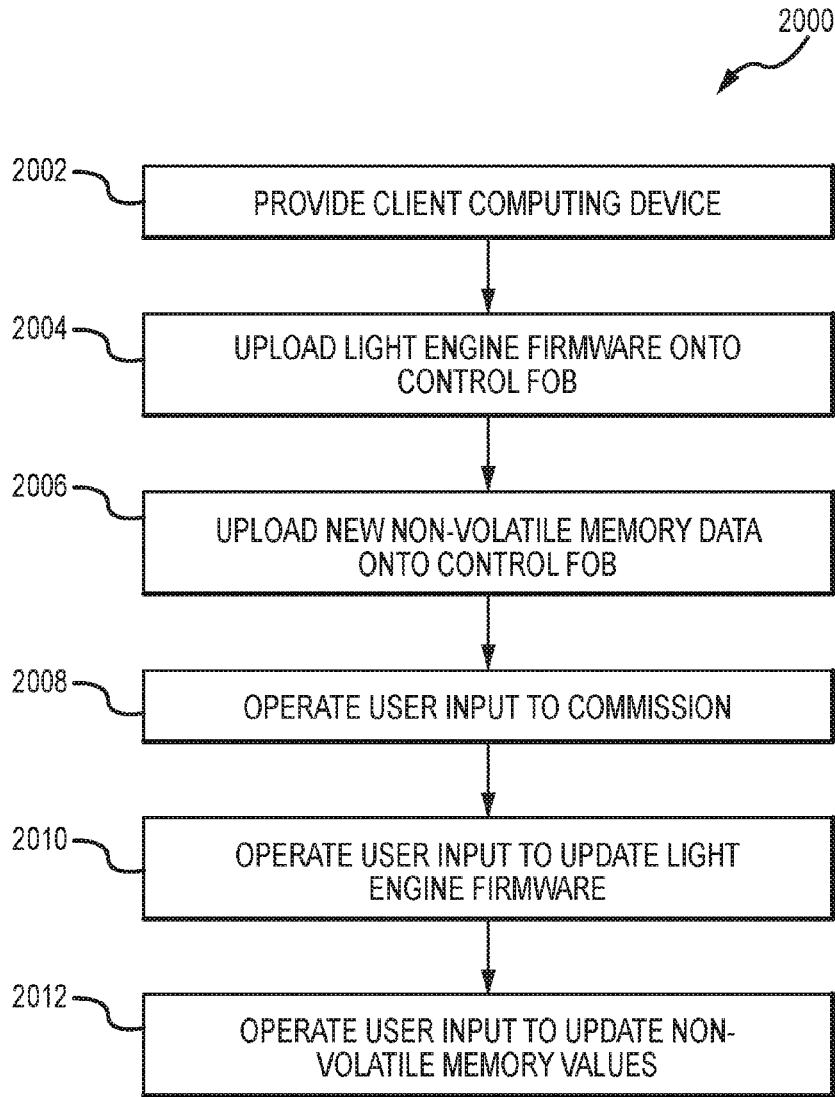 2000
2002
PROVIDE CLIENT COMPUTING DEVICE
2004
UPLOAD LIGHT ENGINE FIRMWARE ONTO
CONTROL FOB
2006
UPLOAD NEW NON-VOLATILE MEMORY DATA
ONTO CONTROL FOB
2008
OPERATE USER INPUT TO COMMISSION
2010
OPERATE USER INPUT TO UPDATE LIGHT
ENGINE FIRMWARE
2012
OPERATE USER INPUT TO UPDATE NON-
VOLATILE MEMORY VALUES